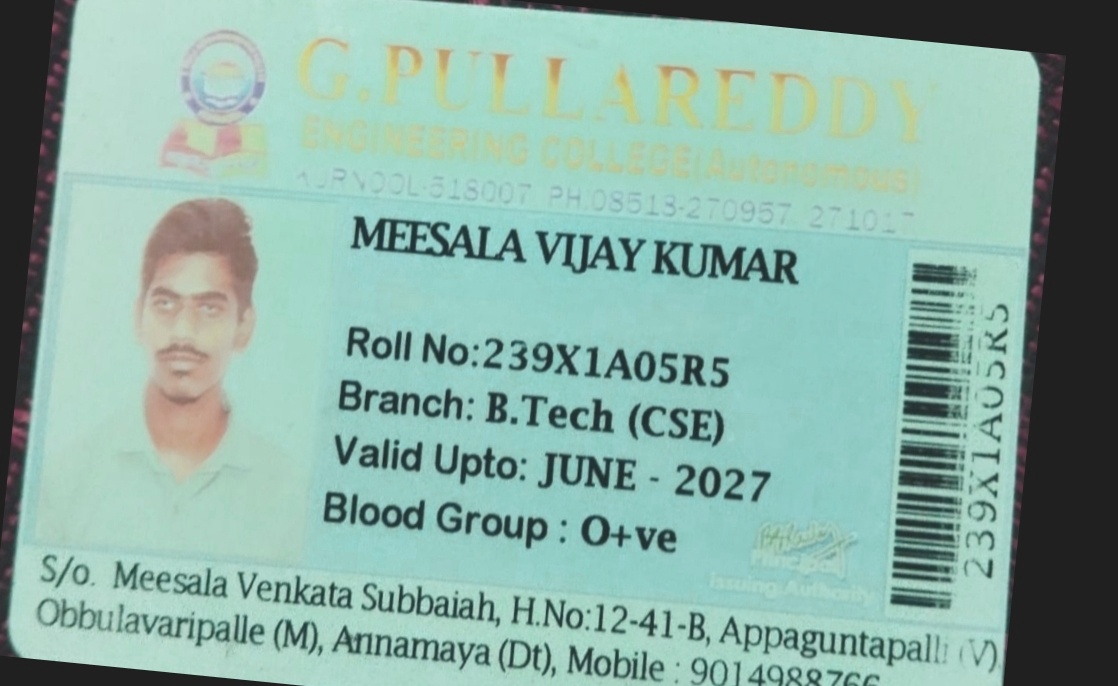 G.PULLAREDDY
ENGINEERING COLLEGE(Autonomous)
KURNOOL-518007 PH:08518-270957, 271017
MEESALA VIJAY KUMAR
Roll No:239X1A05R5
Branch: B.Tech (CSE)
Valid Upto: JUNE - 2027
Blood Group : O+ve
Principal
Issuing Authority
239X1A05R5
S/o. Meesala Venkata Subbaiah, H.No:12-41-B, Appaguntapalli (V)
Obbulavaripalle (M), Annamaya (Dt), Mobile : 9014988766